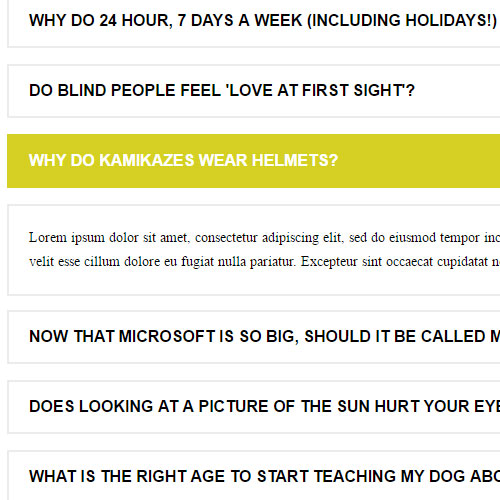 WHY DO 24 HOUR, 7 DAYS A WEEK (INCLUDING HOLIDAYS!)
DO BLIND PEOPLE FEEL 'LOVE AT FIRST SIGHT'?
WHY DO KAMIKAZES WEAR HELMETS?
Lorem ipsum dolor sit amet, consectetur adipiscing elit, sed do eiusmod tempor inc
velit esse cillum dolore eu fugiat nulla pariatur. Excepteur sint occaecat cupidatat n
NOW THAT MICROSOFT IS SO BIG, SHOULD IT BE CALLED M
DOES LOOKING AT A PICTURE OF THE SUN HURT YOUR EYE
WHAT IS THE RIGHT AGE TO START TEACHING MY DOG ABO